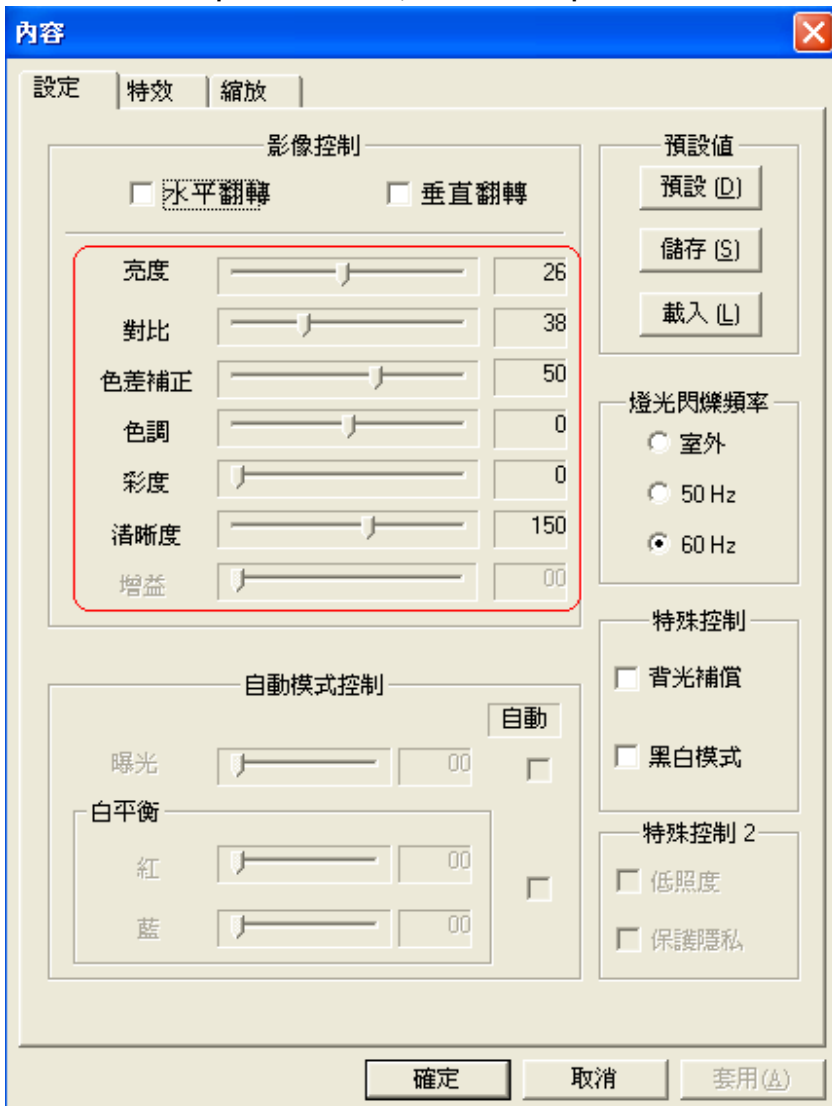 內容
設定 特效 縮放
影像控制
水平翻轉 垂直翻轉
亮度 26
對比 38
色差補正 50
色調 0
彩度 0
清晰度 150
增益 00
預設值
預設 (D)
儲存 (S)
載入 (L)
燈光閃爍頻率
室外
50 Hz
60 Hz
自動模式控制
自動
曝光 00
白平衡
紅 00
藍 00
特殊控制
背光補償
黑白模式
特殊控制 2
低照度
保護隱私
確定 取消 套用(A)